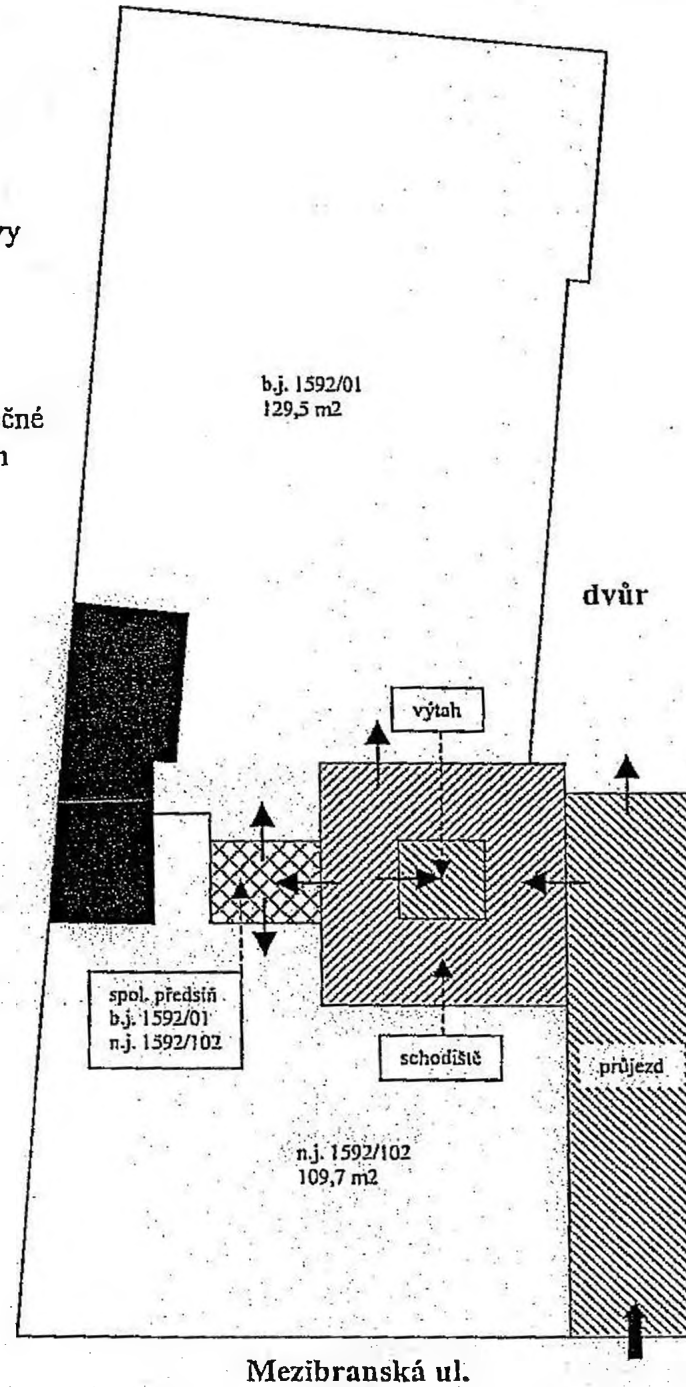 b.j. 1592/01
129,5 m2
čné
dvůr
výtah
spol. předsíň
b.j. 1592/01
n.j. 1592/102
schodiště
průjezd
n.j. 1592/102
109,7 m2
Mezibranská ul.